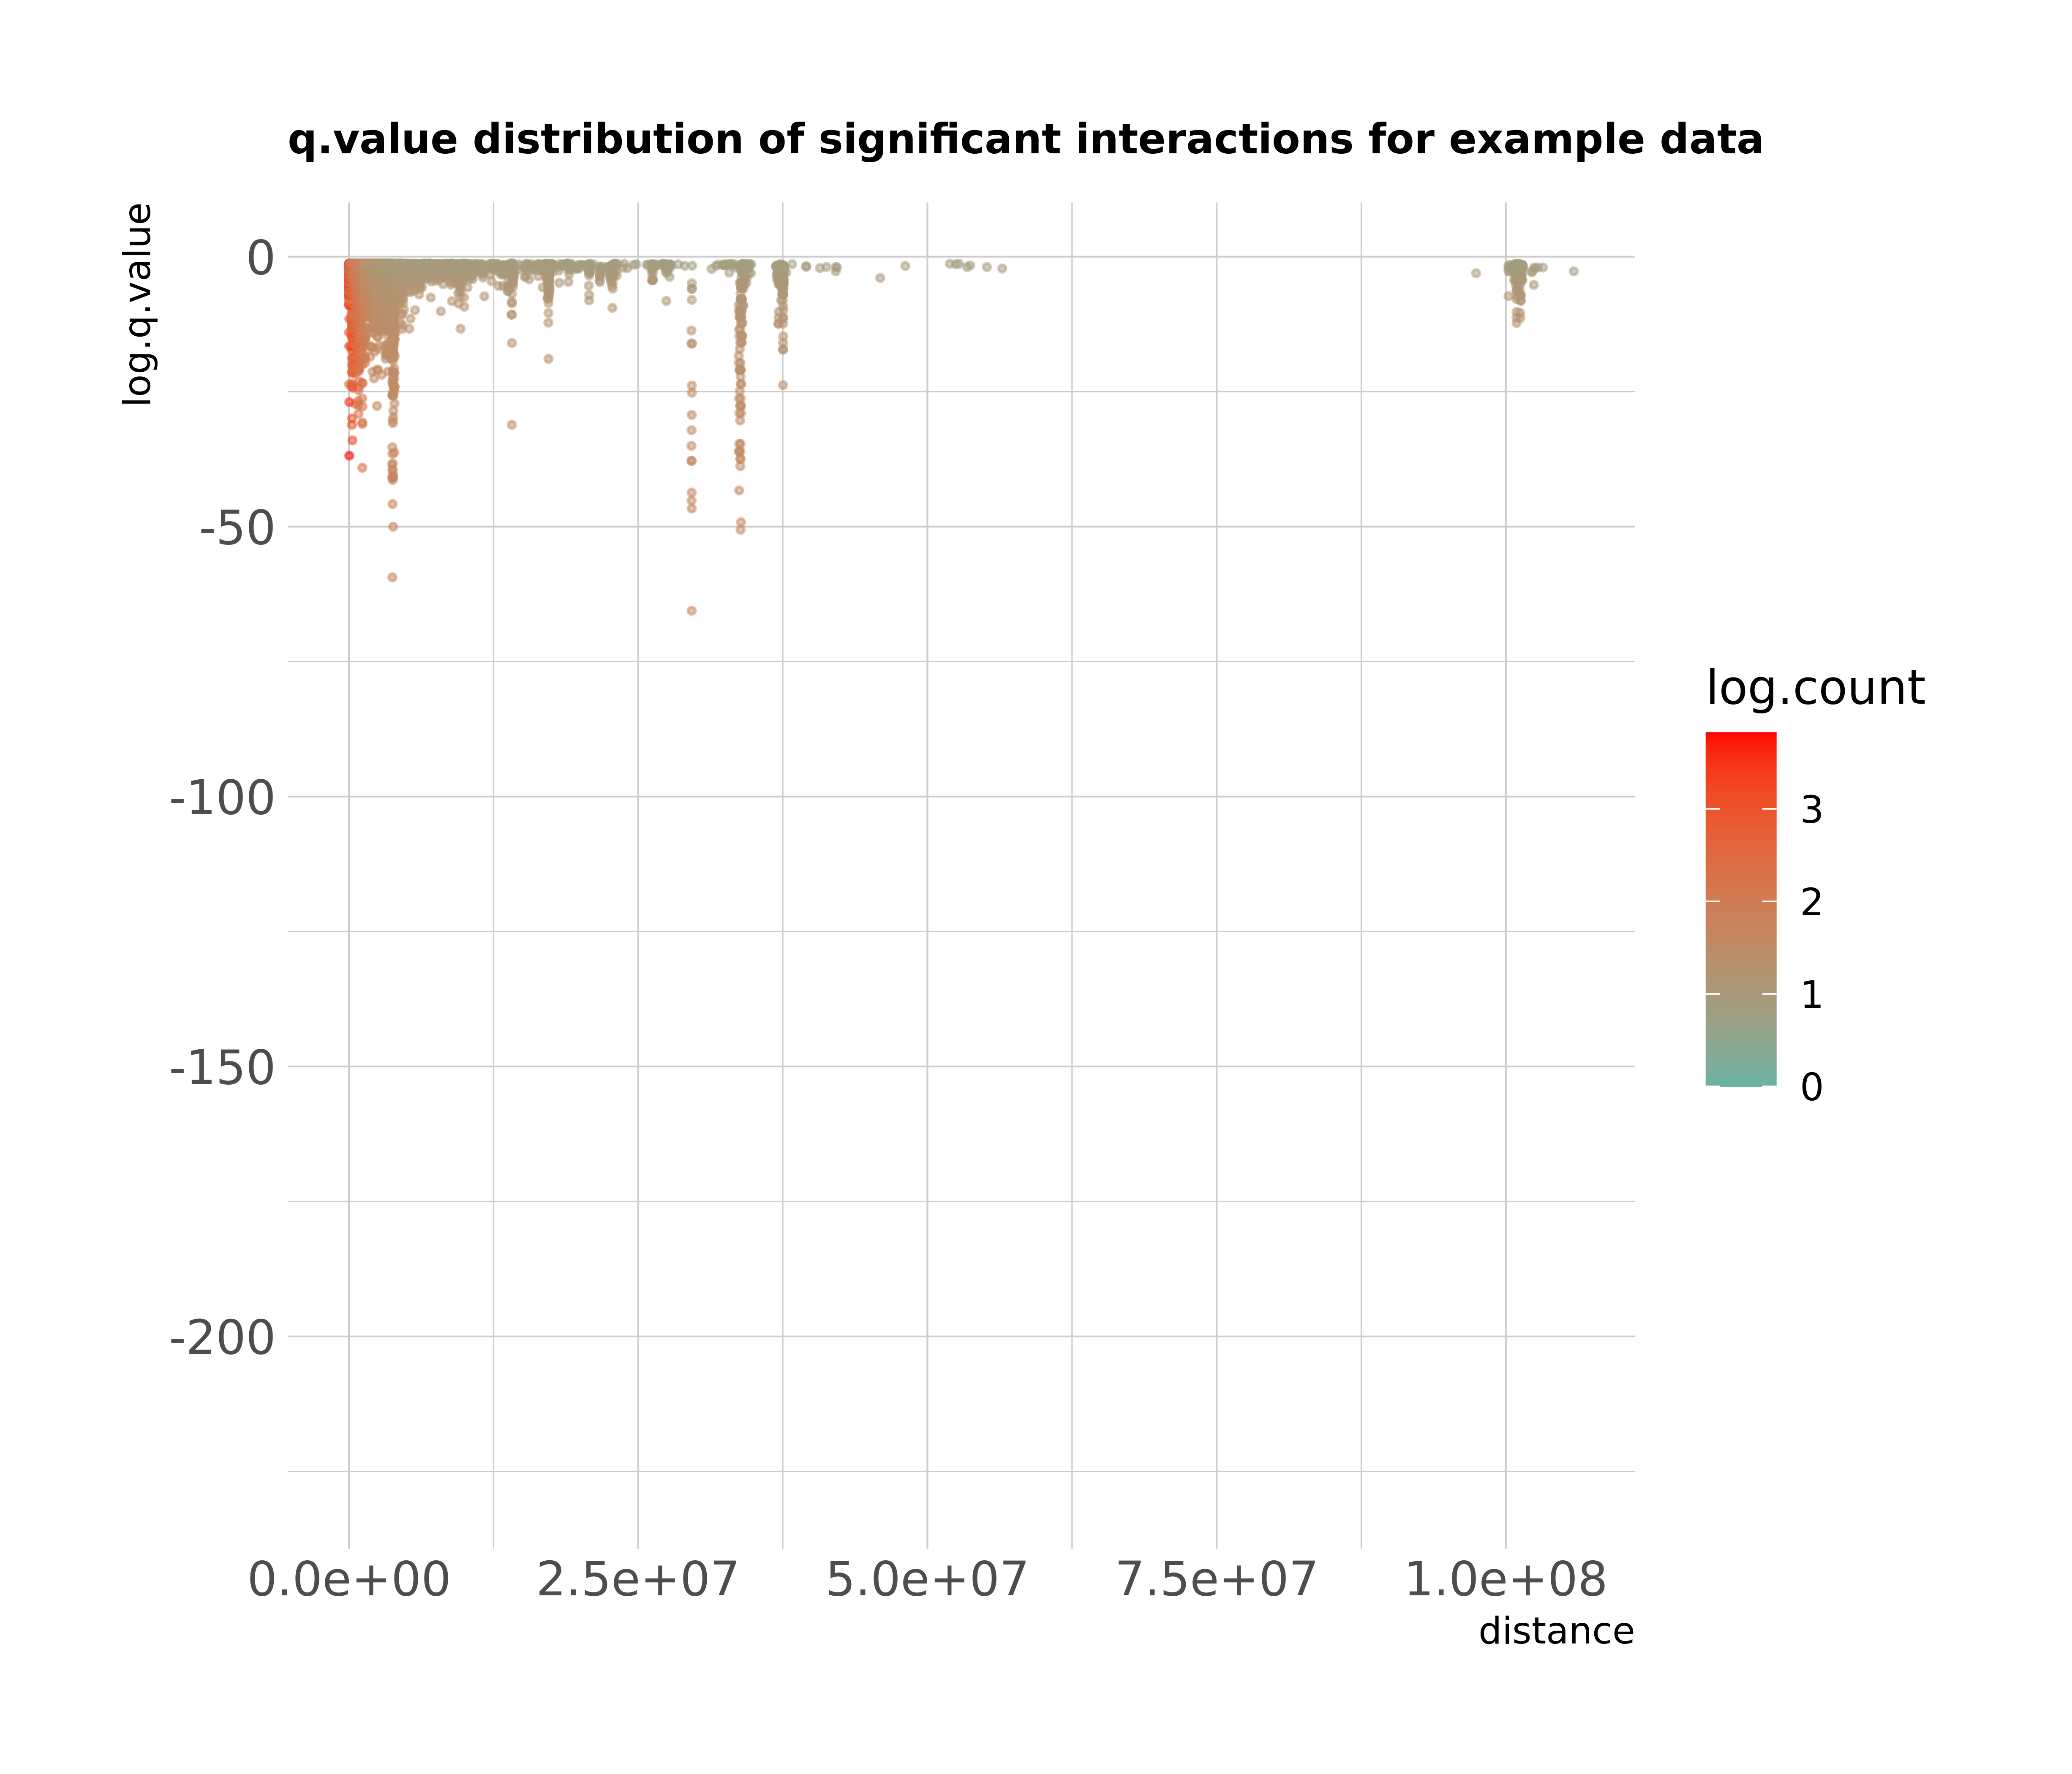 q.value distribution of significant interactions for example data
log.q.value
0
-50
-100
-150
-200
0.0e+00 2.5e+07 5.0e+07 7.5e+07 1.0e+08
distance
log.count
3
2
1
0